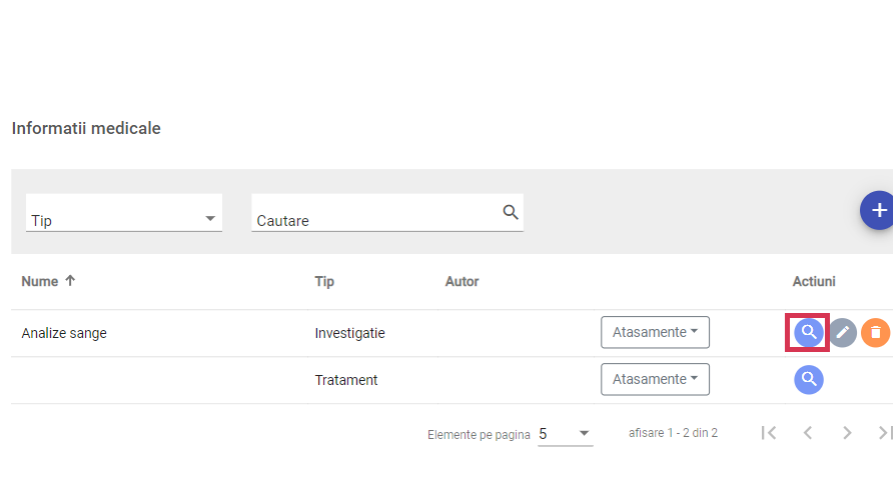 Informatii medicale
Tip Cautare
Nume Tip Autor Actiuni
Analize sange Investigatie Atasamente
Tratament Atasamente
Elemente pe pagina 5 afisare 1 - 2 din 2